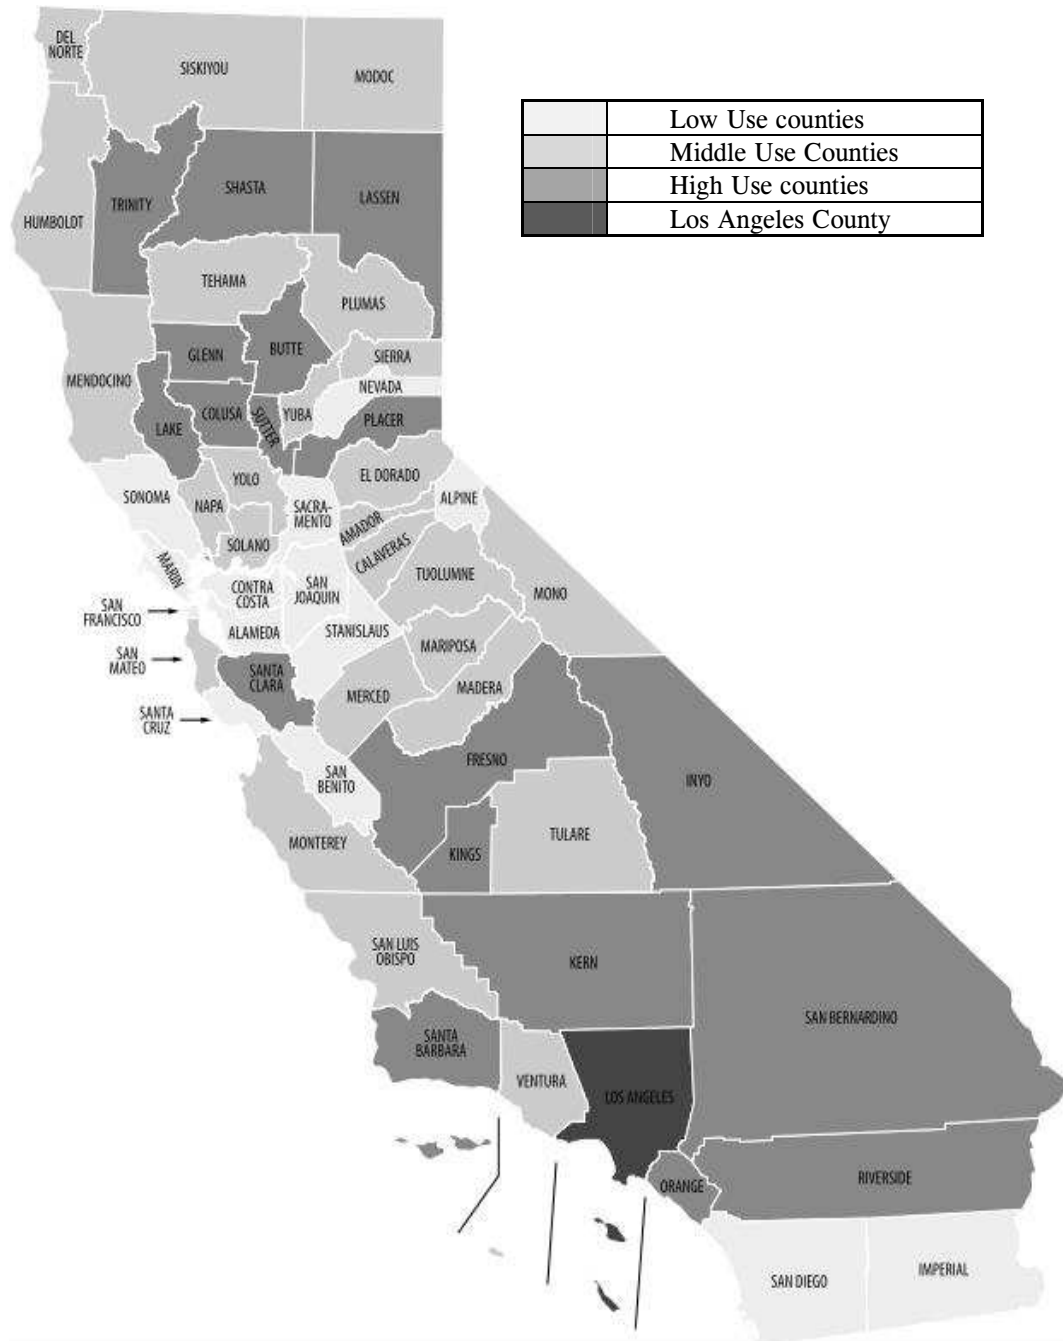 DEL
NORTE
SISKIYOU
MODOC
Low Use counties
Middle Use Counties
High Use counties
Los Angeles County
HUMBOLDT
TRINITY
SHASTA
LASSEN
TEHAMA
PLUMAS
MENDOCINO
GLENN
BUTTE
SIERRA
NEVADA
LAKE
COLUSA
SUTTER
YUBA
PLACER
SONOMA
NAPA
YOLO
SACRA-
MENTO
EL DORADO
ALPINE
SOLANO
AMADOR
CALAVERAS
MARIN
CONTRA
COSTA
SAN
JOAQUIN
TUOLUMNE
MONO
SAN
FRANCISCO
ALAMEDA
STANISLAUS
MARIPOSA
SAN
MATEO
SANTA
CLARA
MERCED
MADERA
SANTA
CRUZ
SAN
BENITO
FRESNO
INYO
MONTEREY
KINGS
TULARE
SAN LUIS
OBISPO
KERN
SAN BERNARDINO
SANTA
BARBARA
VENTURA
LOS ANGELES
ORANGE
RIVERSIDE
SAN DIEGO
IMPERIAL